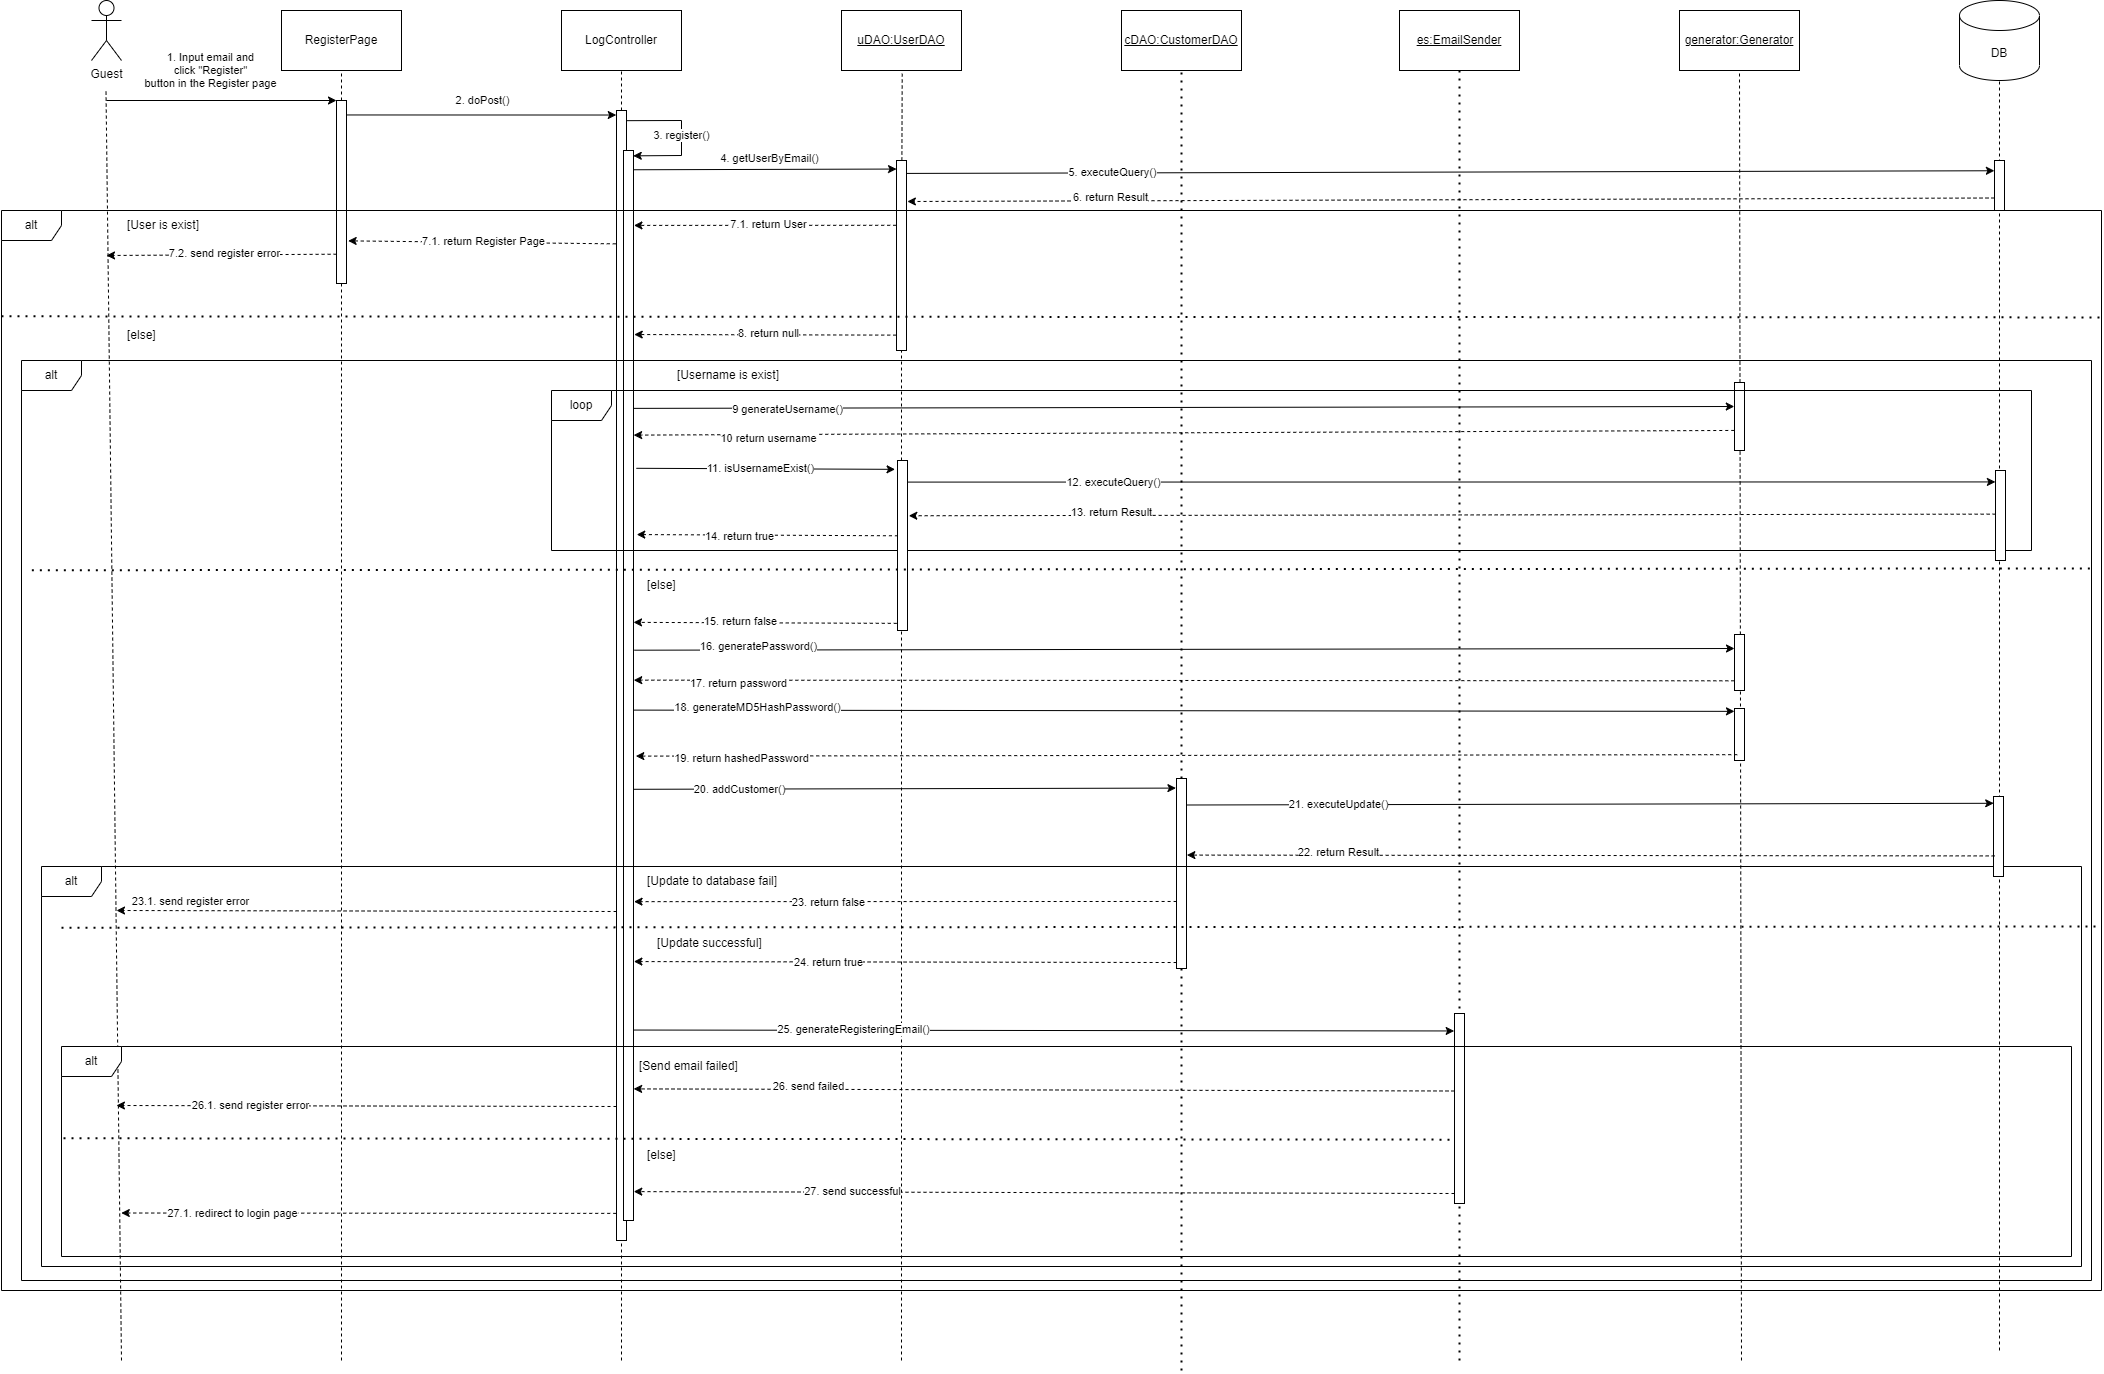 RegisterPage
LogController
uDAO:UserDAO
cDAO:CustomerDAO
es:EmailSender
generator:Generator
DB
Guest
1. Input email and
click "Register"
button in the Register page
2. doPost()
3. register()
4. getUserByEmail()
5. executeQuery()
6. return Result
alt
[User is exist]
7.1. return User
7.1. return Register Page
7.2. send register error
[else]
8. return null
alt
[Username is exist]
loop
9 generateUsername()
10 return username
11. isUsernameExist()
12. executeQuery()
13. return Result
14. return true
[else]
15. return false
16. generatePassword()
17. return password
18. generateMD5HashPassword()
19. return hashedPassword
20. addCustomer()
21. executeUpdate()
22. return Result
alt
[Update to database fail]
23.1. send register error
23. return false
[Update successful]
24. return true
25. generateRegisteringEmail()
alt
[Send email failed]
26. send failed
26.1. send register error
[else]
27. send successful
27.1. redirect to login page